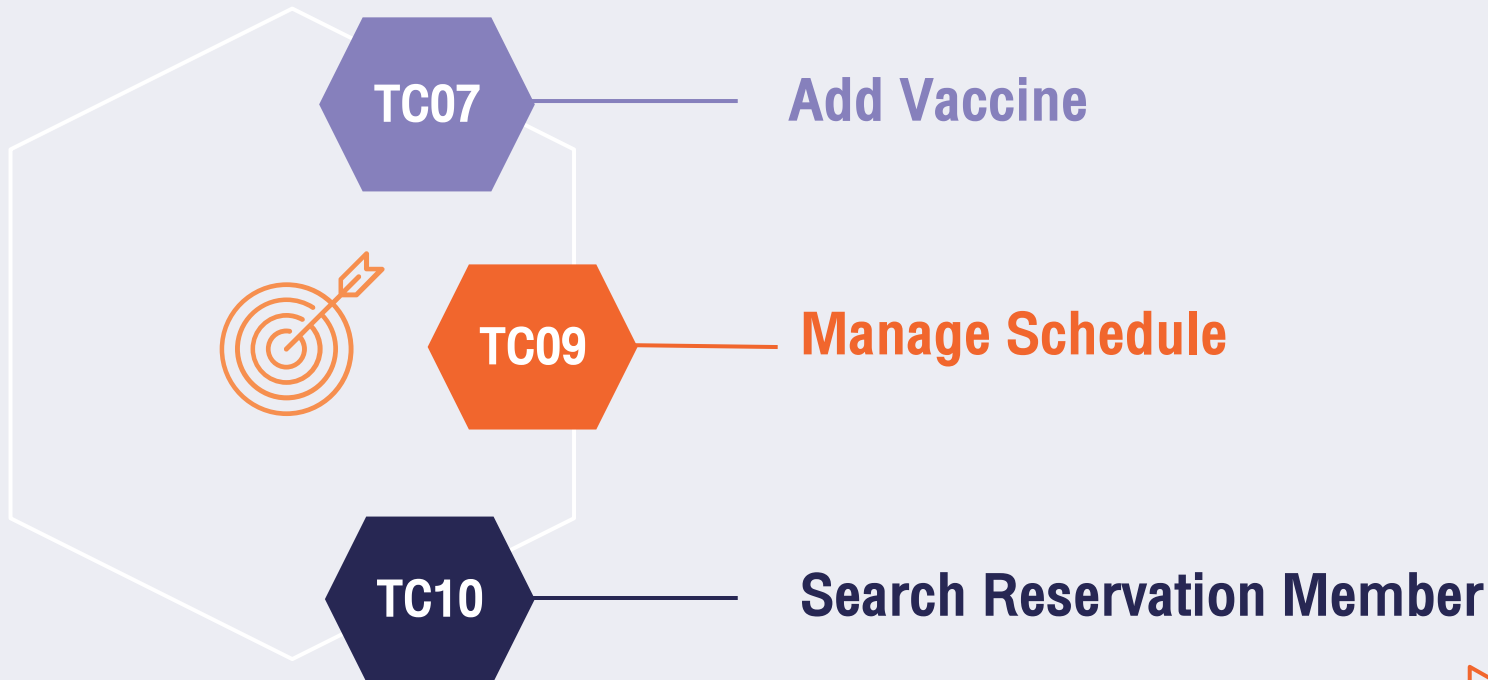 TC07
Add Vaccine
TC09
Manage Schedule
TC10
Search Reservation Member